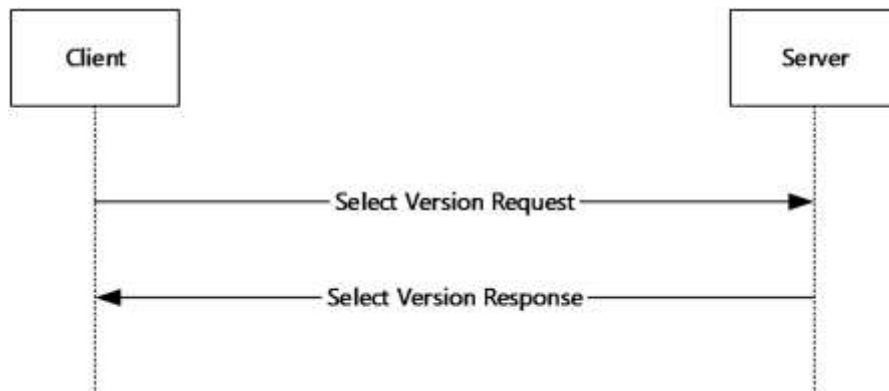 Client
Server
Select Version Request
Select Version Response